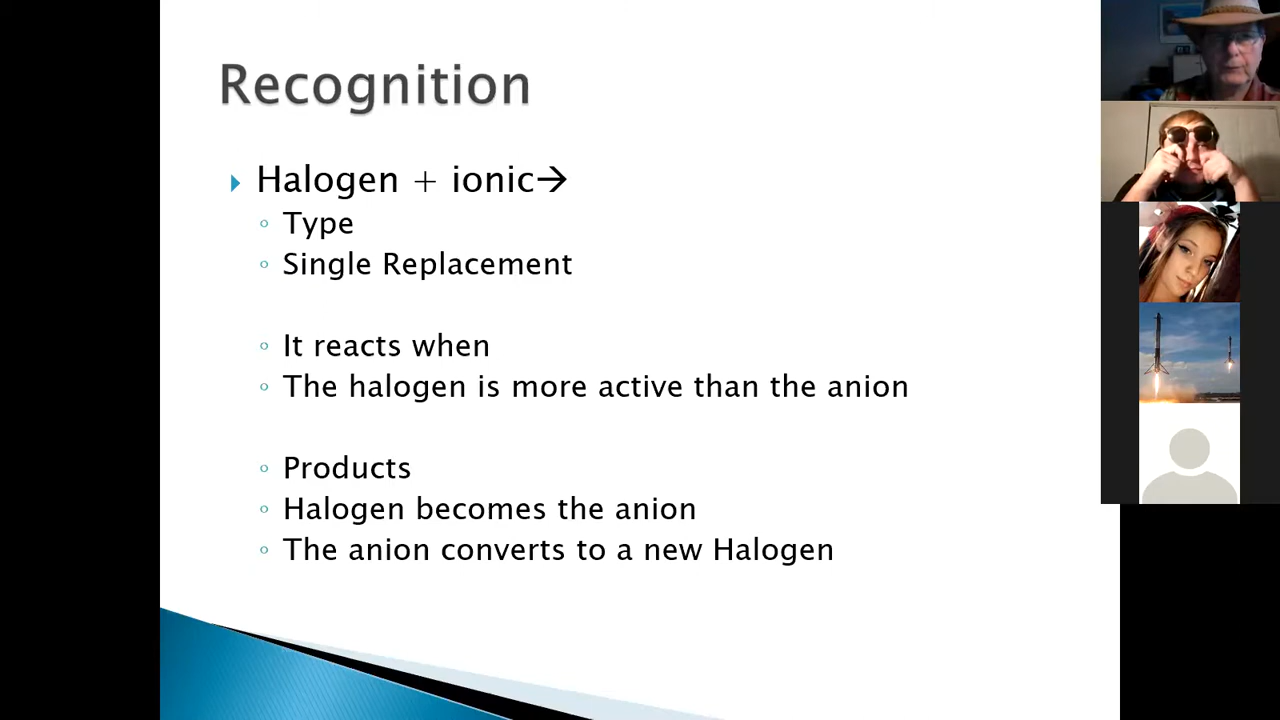 Recognition
Halogen + ionic→
Type
Single Replacement
It reacts when
The halogen is more active than the anion
Products
Halogen becomes the anion
The anion converts to a new Halogen